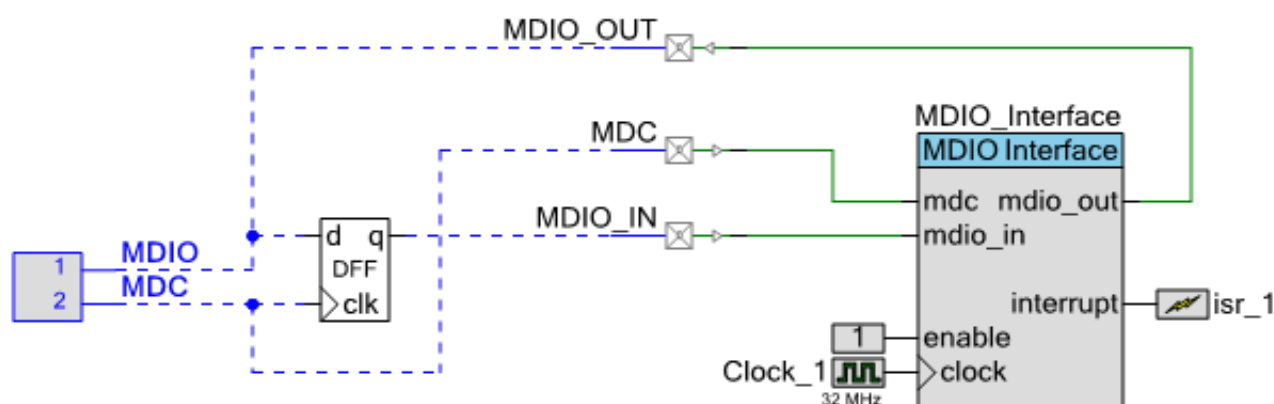 MDIO_OUT
MDC
MDIO_IN
MDIO_Interface
MDIO Interface
mdc mdio_out
mdio_in
d q
DFF
clk
1 MDIO
2 MDC
interrupt
isr_1
1
enable
Clock_1
clock
32 MHz